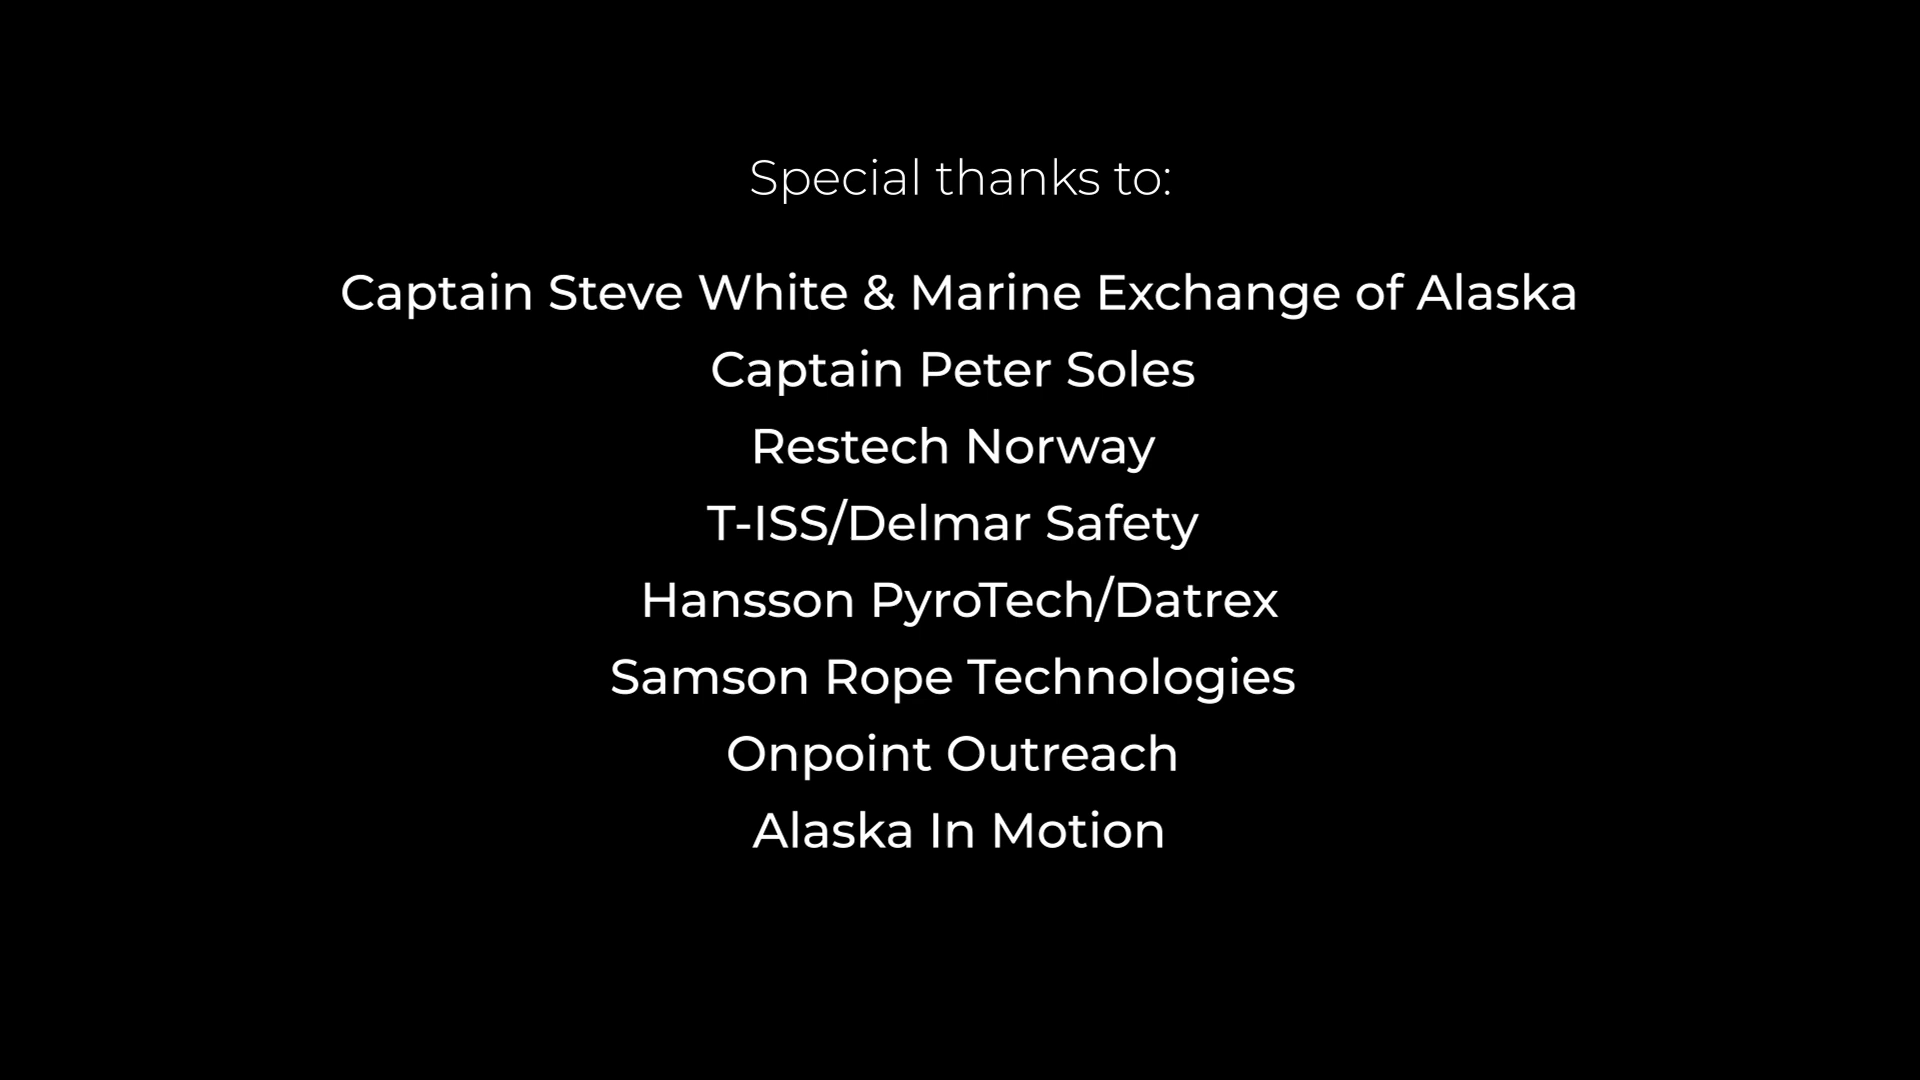 Special thanks to:
Captain Steve White & Marine Exchange of Alaska
Captain Peter Soles
Restech Norway
T-ISS/Delmar Safety
Hansson PyroTech/Datrex
Samson Rope Technologies
Onpoint Outreach
Alaska In Motion